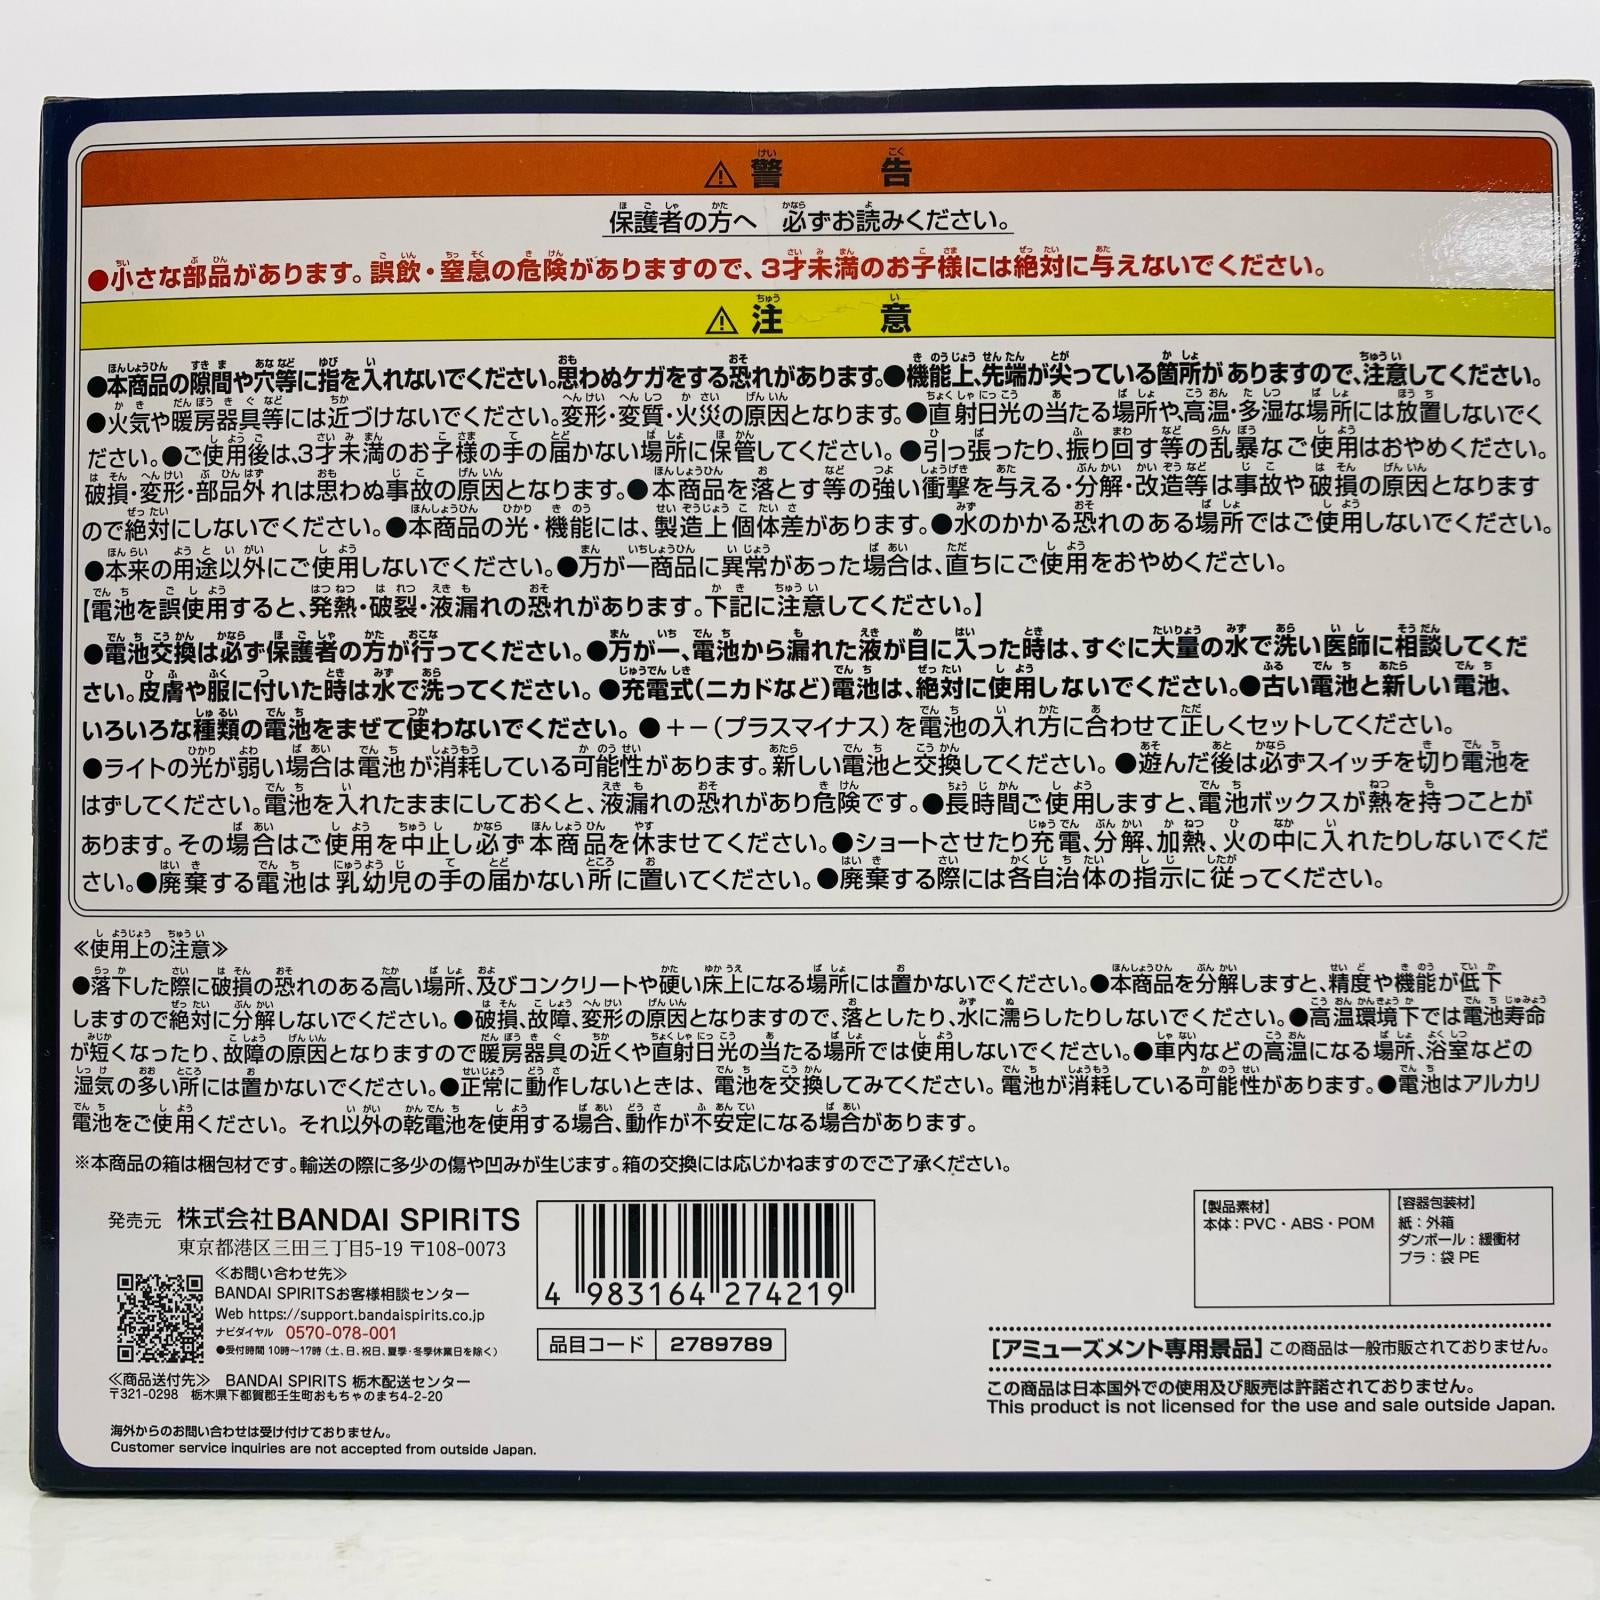 ⚠警告
保護者の方へ 必ずお読みください。
●小さな部品があります。誤飲・窒息の危険がありますので、3才未満のお子様には絶対に与えないでください。
⚠注意
●本商品の隙間や穴等に指を入れないでください。思わぬケガをする恐れがあります。●機能上、先端が尖っている箇所がありますので、注意してください。
●火気や暖房器具等には近づけないでください。変形・変質・火災の原因となります。●直射日光の当たる場所や、高温・多湿な場所には放置しないでく
ださい。●ご使用後は、3才未満のお子様の手の届かない場所に保管してください。●引っ張ったり、振り回す等の乱暴なご使用はおやめください。
破損・変形・部品外れは思わぬ事故の原因となります。●本商品を落とす等の強い衝撃を与える・分解・改造等は事故や破損の原因となります
ので絶対にしないでください。●本商品の光・機能には、製造上個体差があります。●水のかかる恐れのある場所ではご使用しないでください。
●本来の用途以外にご使用しないでください。●万が一商品に異常があった場合は、直ちにご使用をおやめください。
【電池を誤使用すると、発熱・破裂・液漏れの恐れがあります。下記に注意してください。】
●電池交換は必ず保護者の方が行ってください。●万が一、電池から漏れた液が目に入った時は、すぐに大量の水で洗い医師に相談してくだ
さい。皮膚や服に付いた時は水で洗ってください。●充電式(ニカドなど)電池は、絶対に使用しないでください。●古い電池と新しい電池、
いろいろな種類の電池をまぜて使わないでください。●+−(プラスマイナス)を電池の入れ方に合わせて正しくセットしてください。
●ライトの光が弱い場合は電池が消耗している可能性があります。新しい電池と交換してください。●遊んだ後は必ずスイッチを切り電池を
はずしてください。電池を入れたままにしておくと、液漏れの恐れがあり危険です。●長時間ご使用しますと、電池ボックスが熱を持つことが
あります。その場合はご使用を中止し必ず本商品を休ませてください。●ショートさせたり充電、分解、加熱、火の中に入れたりしないでくだ
さい。●廃棄する電池は乳幼児の手の届かない所に置いてください。●廃棄する際には各自治体の指示に従ってください。
≪使用上の注意≫
●落下した際に破損の恐れのある高い場所、及びコンクリートや硬い床上になる場所には置かないでください。●本商品を分解しますと、精度や機能が低下
しますので絶対に分解しないでください。●破損、故障、変形の原因となりますので、落としたり、水に濡らしたりしないでください。●高温環境下では電池寿命
が短くなったり、故障の原因となりますので暖房器具の近くや直射日光の当たる場所では使用しないでください。●車内などの高温になる場所、浴室などの
湿気の多い所には置かないでください。●正常に動作しないときは、電池を交換してみてください。電池が消耗している可能性があります。●電池はアルカリ
電池をご使用ください。それ以外の乾電池を使用する場合、動作が不安定になる場合があります。
※本商品の箱は梱包材です。輸送の際に多少の傷や凹みが生じます。箱の交換には応じかねますのでご了承ください。
発売元 株式会社BANDAI SPIRITS
東京都港区三田三丁目5-19 〒108-0073
≪お問い合わせ先≫
BANDAI SPIRITSお客様相談センター
Web https://support.bandaispirits.co.jp
ナビダイヤル 0570-078-001
●受付時間 10時〜17時(土、日、祝日、夏季・冬季休業日を除く)
≪商品送付先≫ BANDAI SPIRITS 栃木配送センター
〒321-0298 栃木県下都賀郡壬生町おもちゃのまち4-2-20
海外からのお問い合わせは受け付けておりません。
Customer service inquiries are not accepted from outside Japan.
4 983164 274219
品目コード 2789789
【製品素材】
本体:PVC・ABS・POM
【容器包装材】
紙:外箱
ダンボール:緩衝材
プラ:袋 PE
[アミューズメント専用景品]この商品は一般市販されておりません。
この商品は日本国外での使用及び販売は許諾されておりません。
This product is not licensed for the use and sale outside Japan.